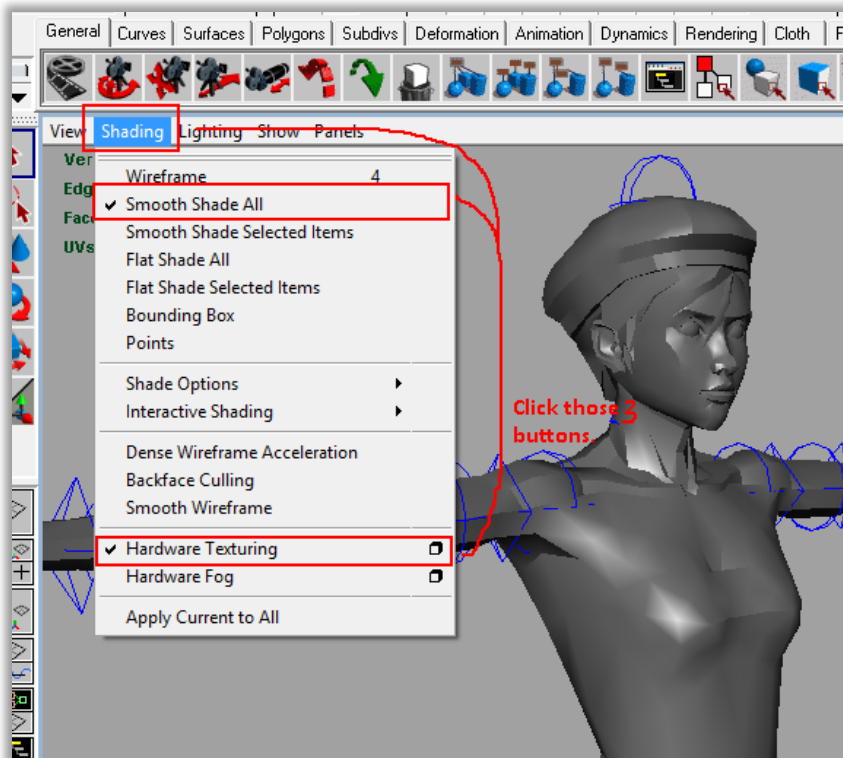 General Curves Surfaces Polygons Subdivs Deformation Animation Dynamics Rendering Cloth F
View Shading Lighting Show Panels
Ver
Edg
Fac
UVs
Wireframe 4
Smooth Shade All
Smooth Shade Selected Items
Flat Shade All
Flat Shade Selected Items
Bounding Box
Points
Shade Options
Interactive Shading
Dense Wireframe Acceleration
Backface Culling
Smooth Wireframe
Hardware Texturing
Hardware Fog
Apply Current to All
Click those 3
buttons.